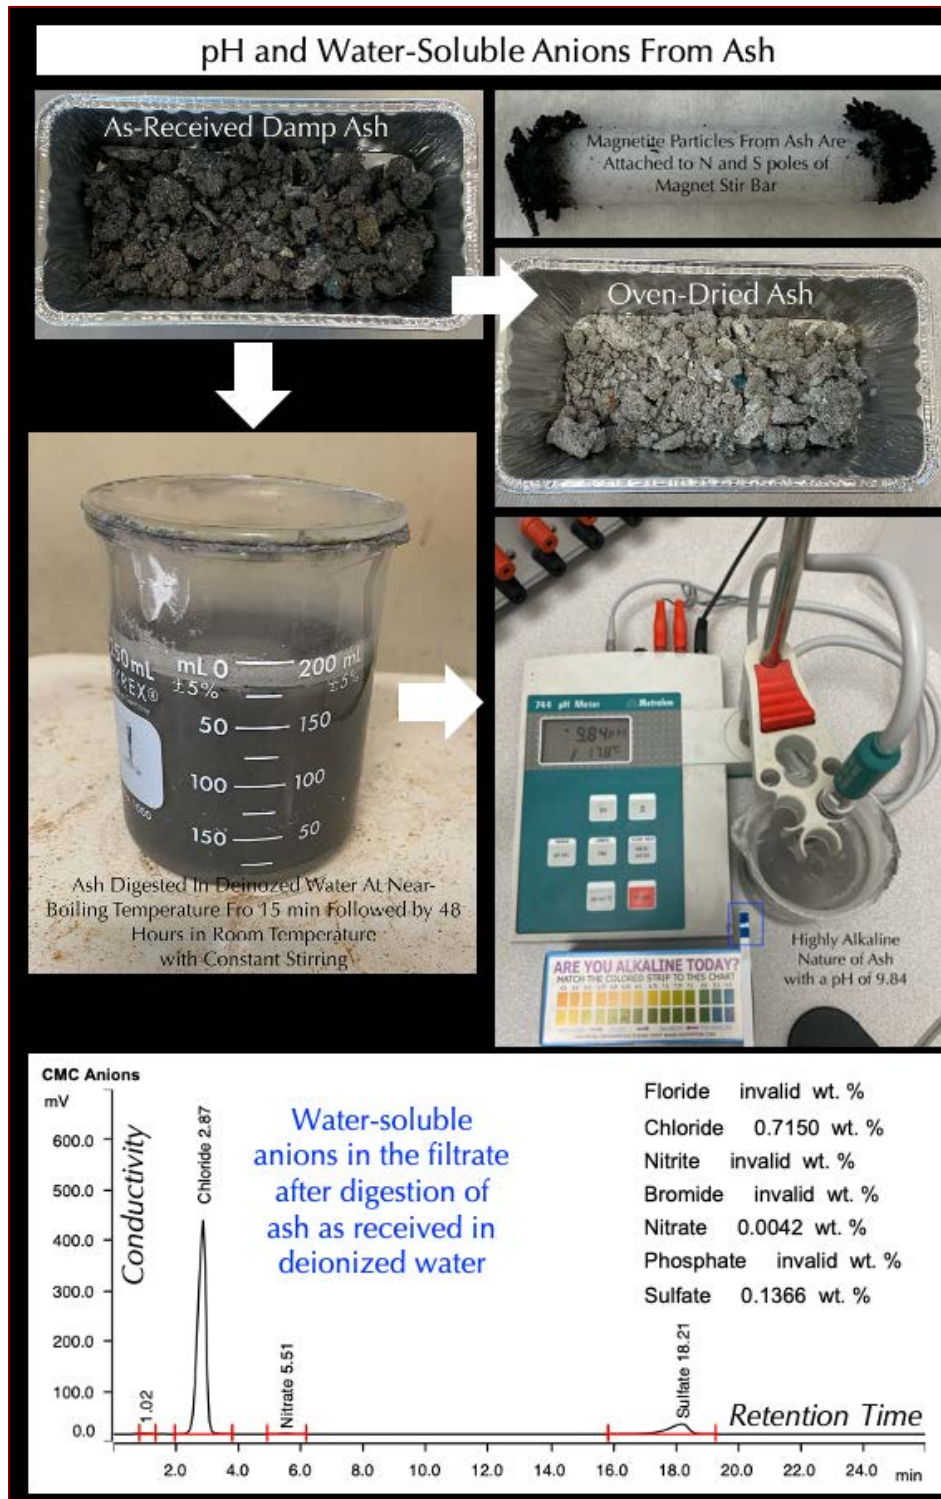 pH and Water-Soluble Anions From Ash
As-Received Damp Ash
Magnetite Particles From Ash Are
Attached to N and S poles of
Magnet Stir Bar
Oven-Dried Ash
mL 0 200 mL
±5% ±5%
50 150
100 100
150 50
Ash Digested In Deinozed Water At Near-
Boiling Temperature Fro 15 min Followed by 48
Hours in Room Temperature
with Constant Stirring
744 pH Meter Metrohm
9.84pH
Highly Alkaline
Nature of Ash
with a pH of 9.84
ARE YOU ALKALINE TODAY?
MATCH THE COLORED STRIP TO THIS CHART
CMC Anions
mV
600.0
500.0
400.0
300.0
200.0
100.0
0.0
Conductivity
1.02
Chloride 2.87
Nitrate 5.51
Sulfate 18.21
Water-soluble
anions in the filtrate
after digestion of
ash as received in
deionized water
Floride invalid wt. %
Chloride 0.7150 wt. %
Nitrite invalid wt. %
Bromide invalid wt. %
Nitrate 0.0042 wt. %
Phosphate invalid wt. %
Sulfate 0.1366 wt. %
Retention Time
2.0 4.0 6.0 8.0 10.0 12.0 14.0 16.0 18.0 20.0 22.0 24.0 min